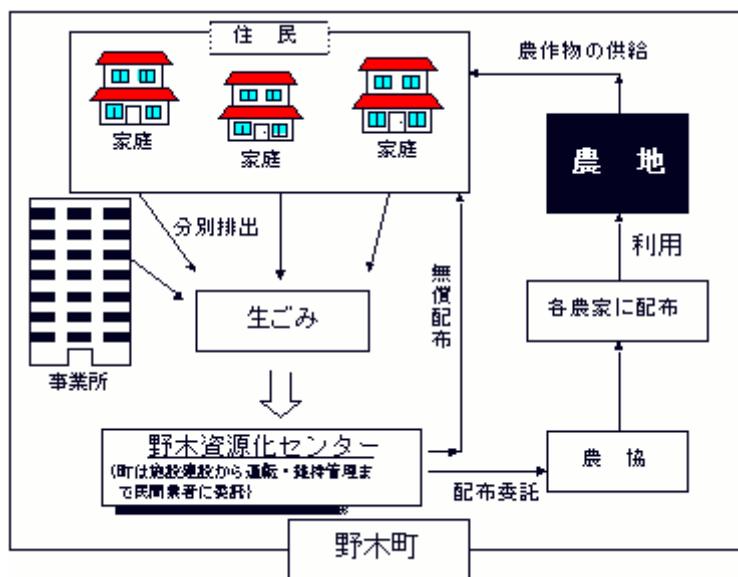 住民
家庭
家庭
家庭
農作物の供給
農 地
分別排出
利用
無償配布
生ごみ
各農家に配布
事業所
野木資源化センター
(町は施設建設から運転・維持管理ま
で民間業者に委託)
配布委託
農 協
野木町